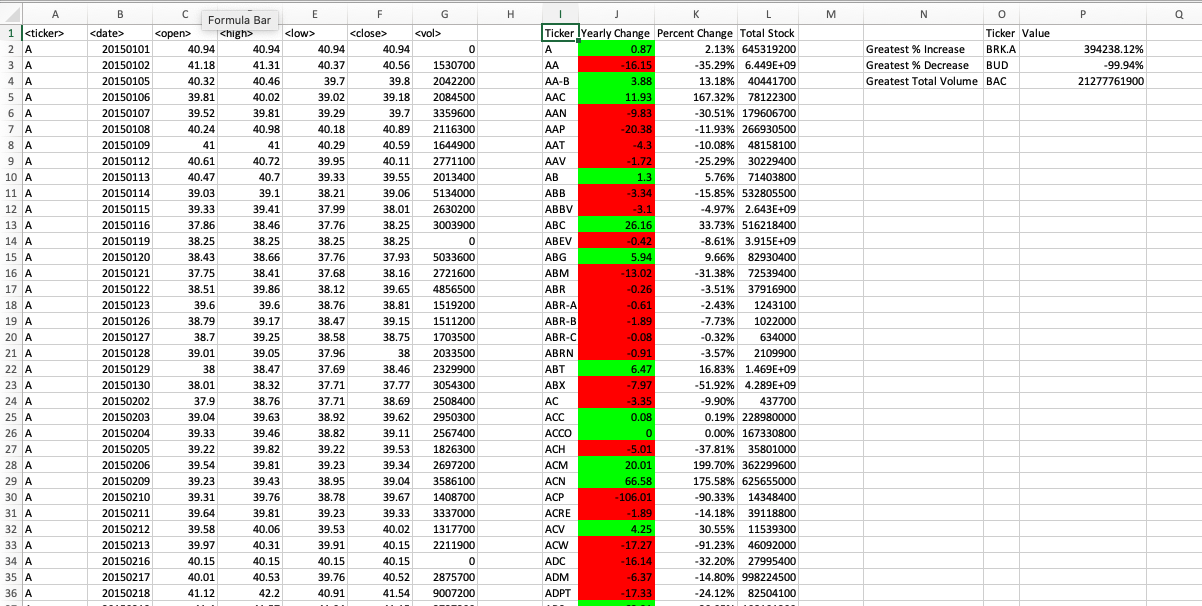 A B C Formula Bar E F G H I J K L M N O P Q
1 <ticker> <date> <open> <high> <low> <close> <vol> Ticker Yearly Change Percent Change Total Stock Ticker Value
2 A 20150101 40.94 40.94 40.94 40.94 0 A 0.87 2.13% 645319200 Greatest % Increase BRK.A 394238.12%
3 A 20150102 41.18 41.31 40.37 40.56 1530700 AA -16.15 -35.29% 6.449E+09 Greatest % Decrease BUD -99.94%
4 A 20150105 40.32 40.46 39.7 39.8 2042200 AA-B 3.88 13.18% 40441700 Greatest Total Volume BAC 21277761900
5 A 20150106 39.81 40.02 39.02 39.18 2084500 AAC 11.93 167.32% 78122300
6 A 20150107 39.52 39.81 39.29 39.7 3359600 AAN -9.83 -30.51% 179606700
7 A 20150108 40.24 40.98 40.18 40.89 2116300 AAP -20.38 -11.93% 266930500
8 A 20150109 41 41 40.29 40.59 1644900 AAT -4.3 -10.08% 48158100
9 A 20150112 40.61 40.72 39.95 40.11 2771100 AAV -1.72 -25.29% 30229400
10 A 20150113 40.47 40.7 39.33 39.55 2013400 AB 1.3 5.76% 71403800
11 A 20150114 39.03 39.1 38.21 39.06 5134000 ABB -3.34 -15.85% 532805500
12 A 20150115 39.33 39.41 37.99 38.01 2630200 ABBV -3.1 -4.97% 2.643E+09
13 A 20150116 37.86 38.46 37.76 38.25 3003900 ABC 26.16 33.73% 516218400
14 A 20150119 38.25 38.25 38.25 38.25 0 ABEV -0.42 -8.61% 3.915E+09
15 A 20150120 38.43 38.66 37.76 37.93 5033600 ABG 5.94 9.66% 82930400
16 A 20150121 37.75 38.41 37.68 38.16 2721600 ABM -13.02 -31.38% 72539400
17 A 20150122 38.51 39.86 38.12 39.65 4856500 ABR -0.26 -3.51% 37916900
18 A 20150123 39.6 39.6 38.76 38.81 1519200 ABR-A -0.61 -2.43% 1243100
19 A 20150126 38.79 39.17 38.47 39.15 1511200 ABR-B -1.89 -7.73% 1022000
20 A 20150127 38.7 39.25 38.58 38.75 1703500 ABR-C -0.08 -0.32% 634000
21 A 20150128 39.01 39.05 37.96 38 2033500 ABRN -0.91 -3.57% 2109900
22 A 20150129 38 38.47 37.69 38.46 2329900 ABT 6.47 16.83% 1.469E+09
23 A 20150130 38.01 38.32 37.71 37.77 3054300 ABX -7.97 -51.92% 4.289E+09
24 A 20150202 37.9 38.76 37.71 38.69 2508400 AC -3.35 -9.90% 437700
25 A 20150203 39.04 39.63 38.92 39.62 2950300 ACC 0.08 0.19% 228980000
26 A 20150204 39.33 39.46 38.82 39.11 2567400 ACCO 0 0.00% 167330800
27 A 20150205 39.22 39.82 39.22 39.53 1826300 ACH -5.01 -37.81% 35801000
28 A 20150206 39.54 39.81 39.23 39.34 2697200 ACM 20.01 199.70% 362299600
29 A 20150209 39.23 39.43 38.95 39.04 3586100 ACN 66.58 175.58% 625655000
30 A 20150210 39.31 39.76 38.78 39.67 1408700 ACP -106.01 -90.33% 14348400
31 A 20150211 39.64 39.81 39.23 39.33 3337000 ACRE -1.89 -14.18% 39118800
32 A 20150212 39.58 40.06 39.53 40.02 1317700 ACV 4.25 30.55% 11539300
33 A 20150213 39.97 40.31 39.91 40.15 2211900 ACW -17.27 -91.23% 46092000
34 A 20150216 40.15 40.15 40.15 40.15 0 ADC -16.14 -32.20% 27995400
35 A 20150217 40.01 40.53 39.76 40.52 2875700 ADM -6.37 -14.80% 998224500
36 A 20150218 41.12 42.2 40.91 41.54 9007200 ADPT -17.33 -24.12% 82504100